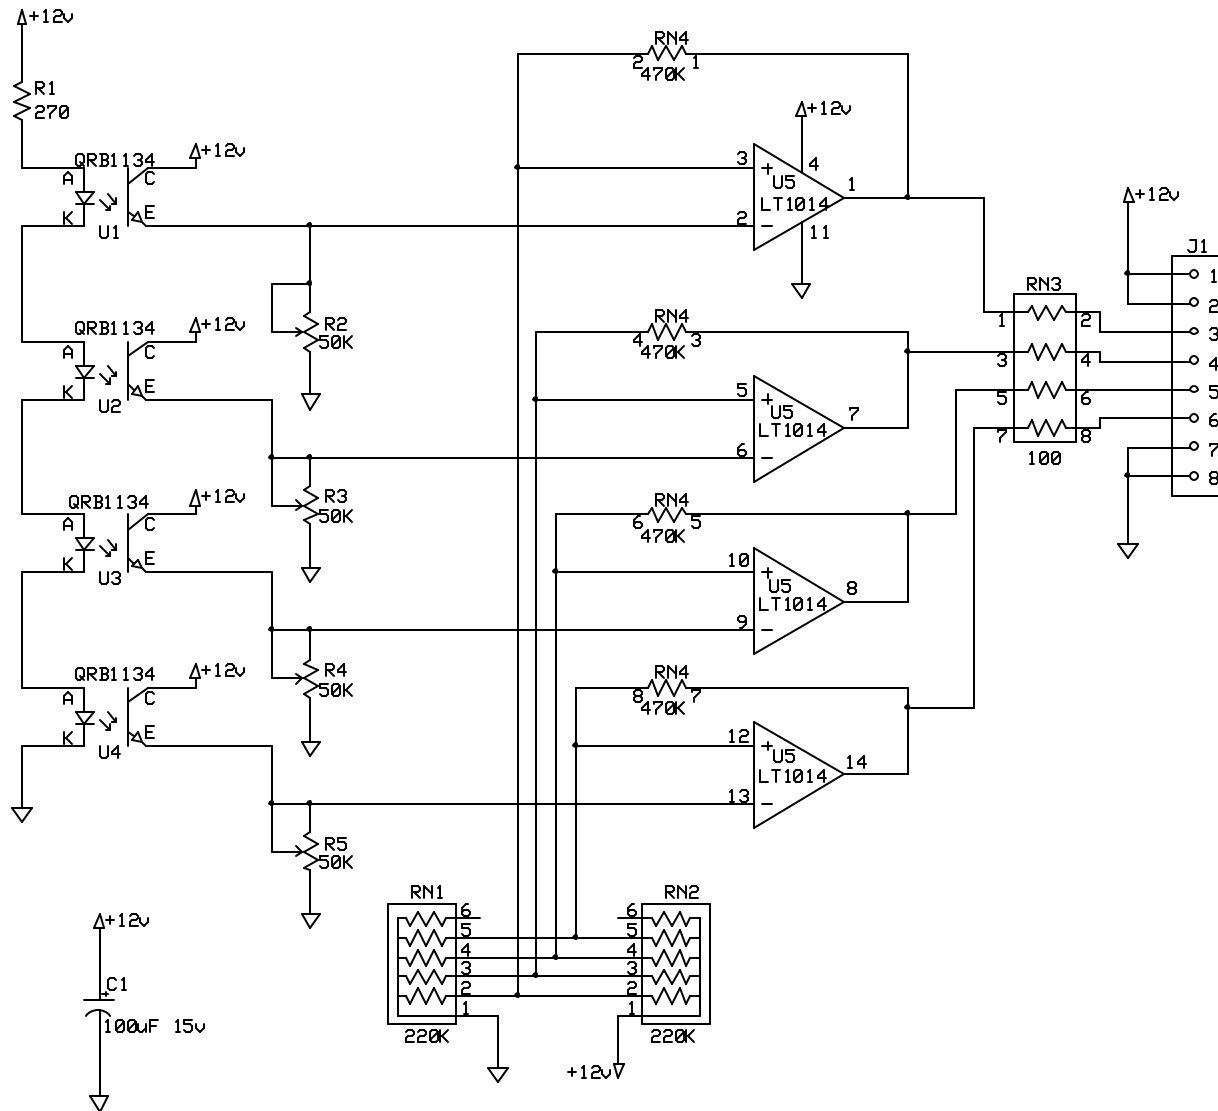 +12v
R1
270
QRB1134
+12v
A
C
K
E
U1
RN4
2
1
470K
+12v
3
+
4
U5
LT1014
1
2
−
11
R2
50K
QRB1134
+12v
A
C
K
E
U2
RN4
4
3
470K
5
+
U5
LT1014
7
6
−
R3
50K
QRB1134
+12v
A
C
K
E
U3
RN4
6
5
470K
10
+
U5
LT1014
8
9
−
R4
50K
QRB1134
+12v
A
C
K
E
U4
RN4
8
7
470K
12
+
U5
LT1014
14
13
−
R5
50K
+12v
J1
RN3
1
2
3
4
5
6
7
8
100
1
2
3
4
5
6
7
8
RN1
6
5
4
3
2
1
220K
RN2
6
5
4
3
2
1
220K
+12v
+12v
+
C1
100uF 15v